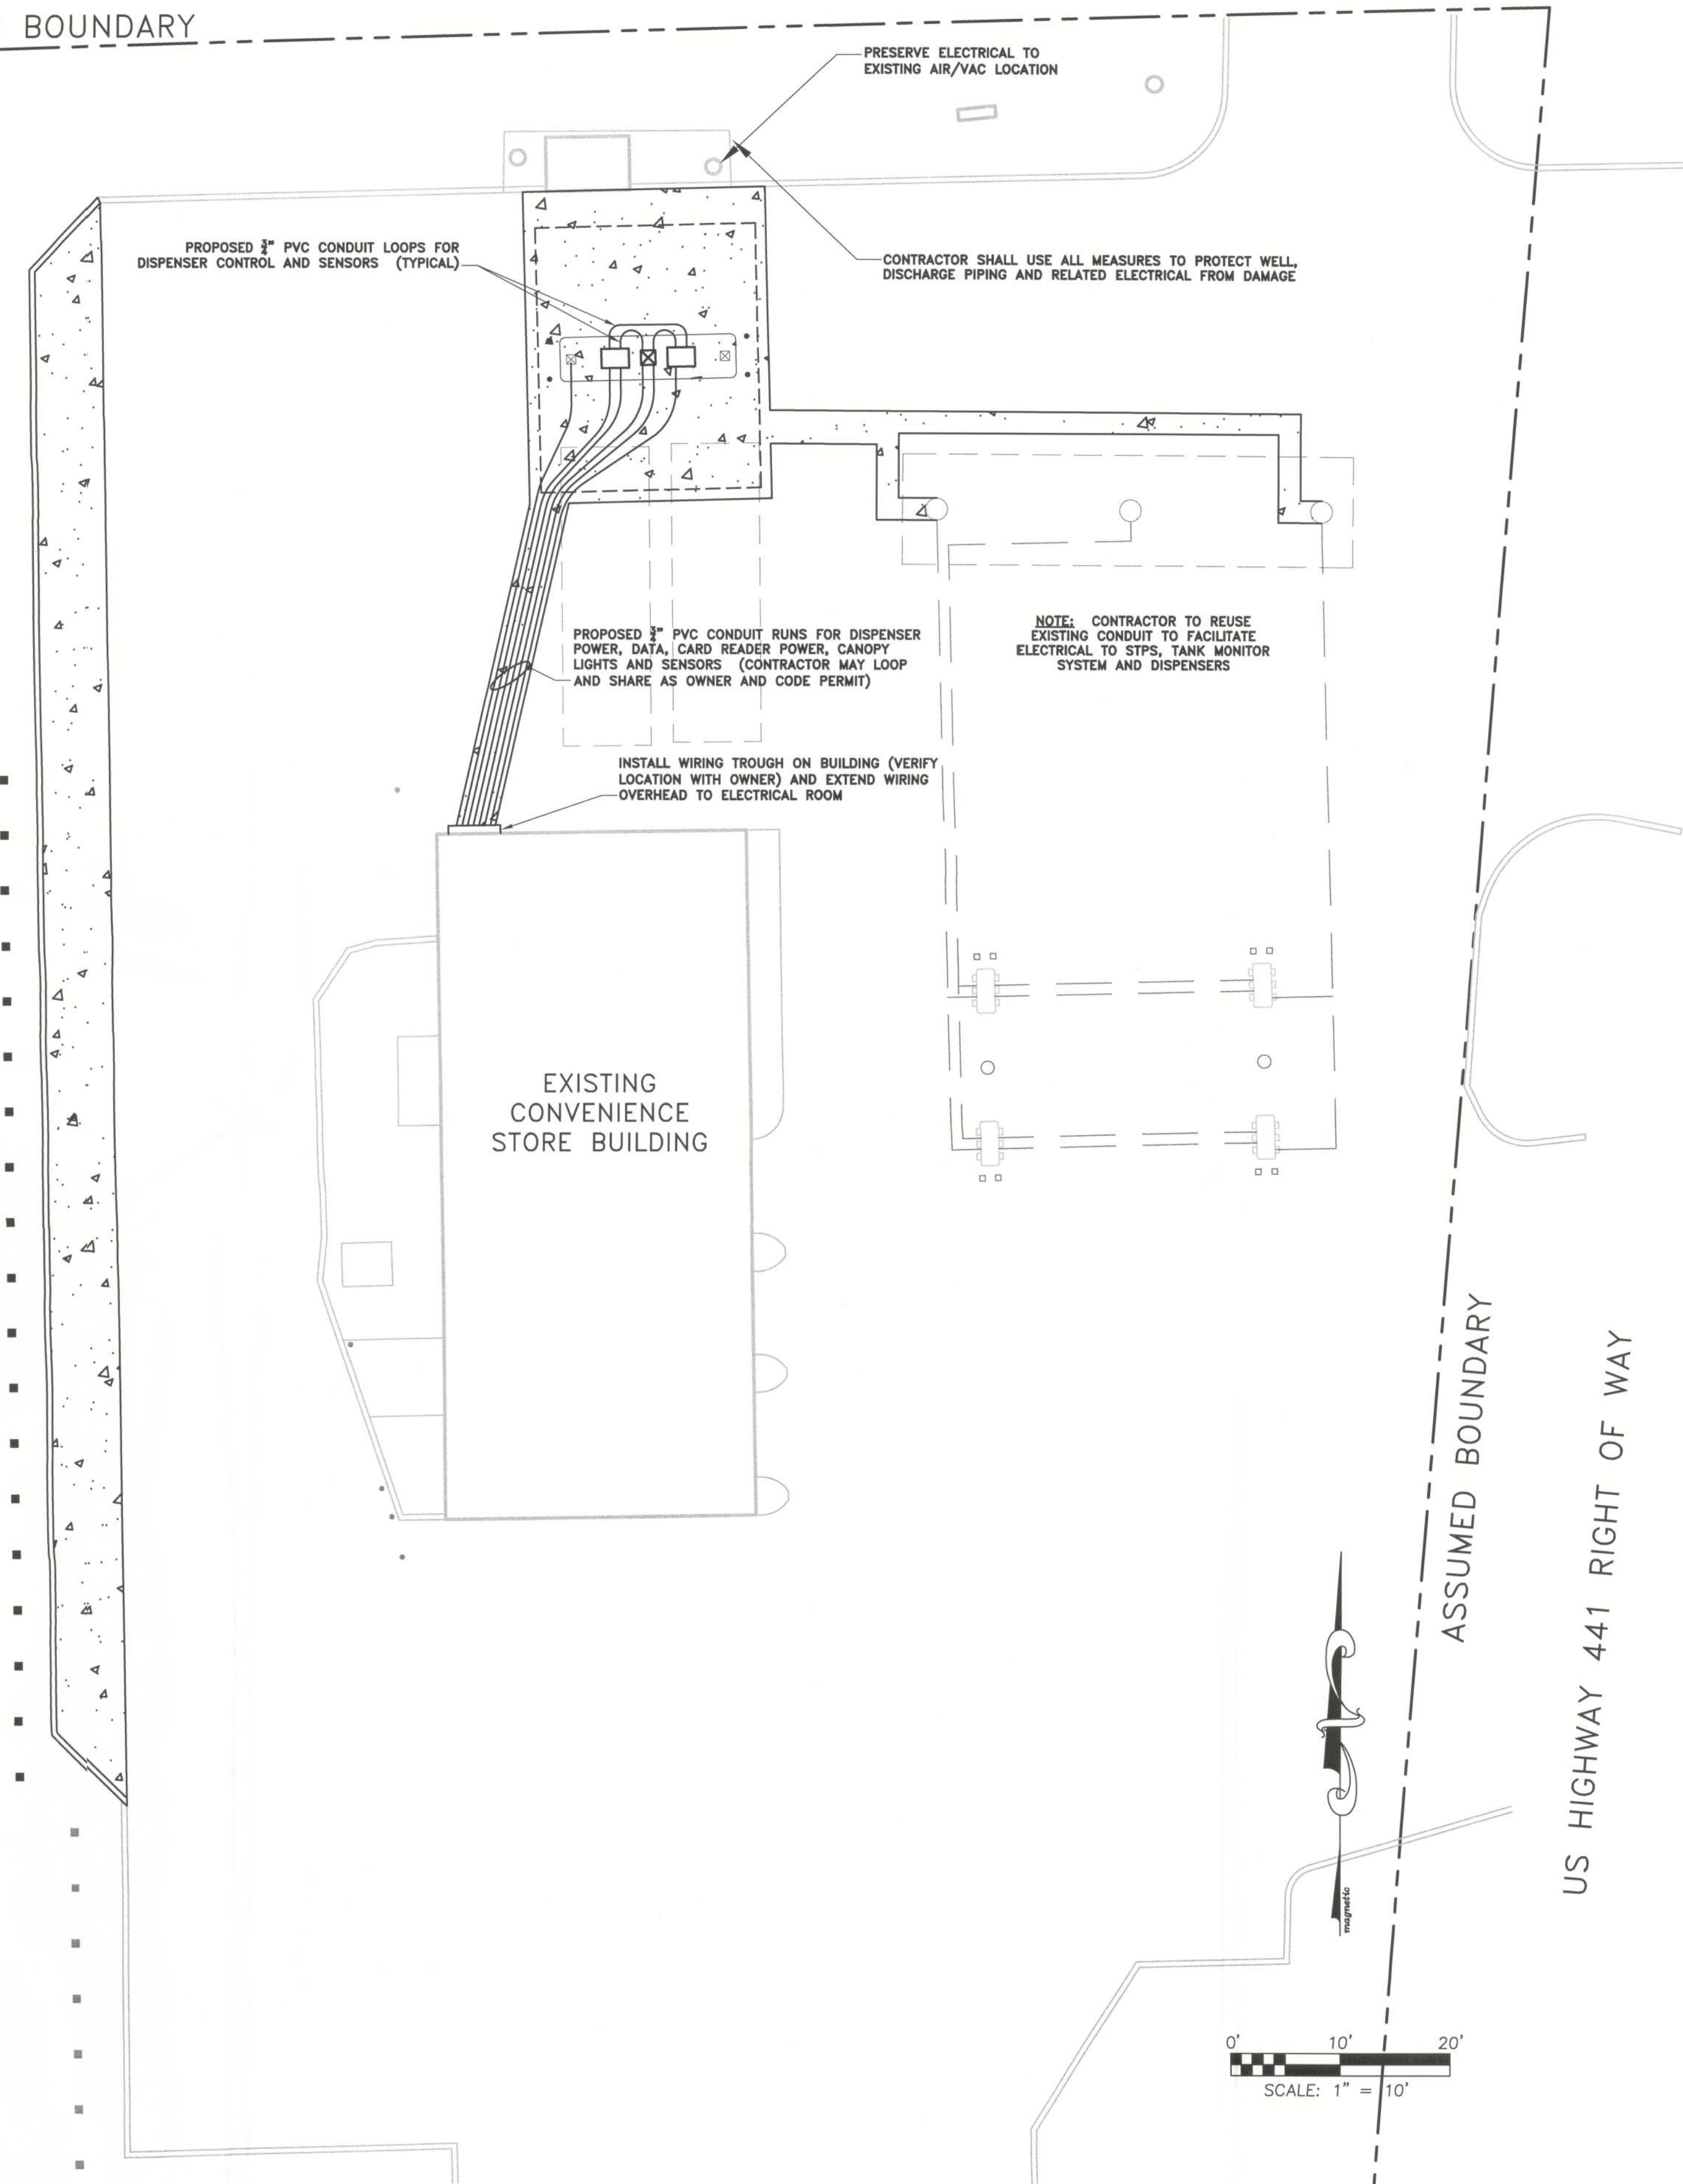 BOUNDARY
PRESERVE ELECTRICAL TO
EXISTING AIR/VAC LOCATION
PROPOSED ¾" PVC CONDUIT LOOPS FOR
DISPENSER CONTROL AND SENSORS (TYPICAL)
CONTRACTOR SHALL USE ALL MEASURES TO PROTECT WELL,
DISCHARGE PIPING AND RELATED ELECTRICAL FROM DAMAGE
PROPOSED ¾" PVC CONDUIT RUNS FOR DISPENSER
POWER, DATA, CARD READER POWER, CANOPY
LIGHTS AND SENSORS (CONTRACTOR MAY LOOP
AND SHARE AS OWNER AND CODE PERMIT)
NOTE: CONTRACTOR TO REUSE
EXISTING CONDUIT TO FACILITATE
ELECTRICAL TO STPS, TANK MONITOR
SYSTEM AND DISPENSERS
INSTALL WIRING TROUGH ON BUILDING (VERIFY
LOCATION WITH OWNER) AND EXTEND WIRING
OVERHEAD TO ELECTRICAL ROOM
EXISTING
CONVENIENCE
STORE BUILDING
ASSUMED BOUNDARY
US HIGHWAY 441 RIGHT OF WAY
magnetic
0' 10' 20'
SCALE: 1" = 10'